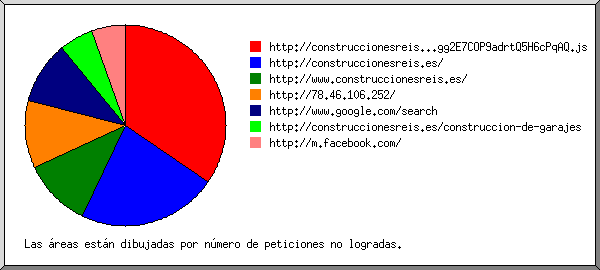 http://construccionesreis...gg2E7COP9adrtQ5H6cPqAQ.js
http://construccionesreis.es/
http://www.construccionesreis.es/
http://78.46.106.252/
http://www.google.com/search
http://construccionesreis.es/construccion-de-garajes
http://m.facebook.com/
Las áreas están dibujadas por número de peticiones no logradas.